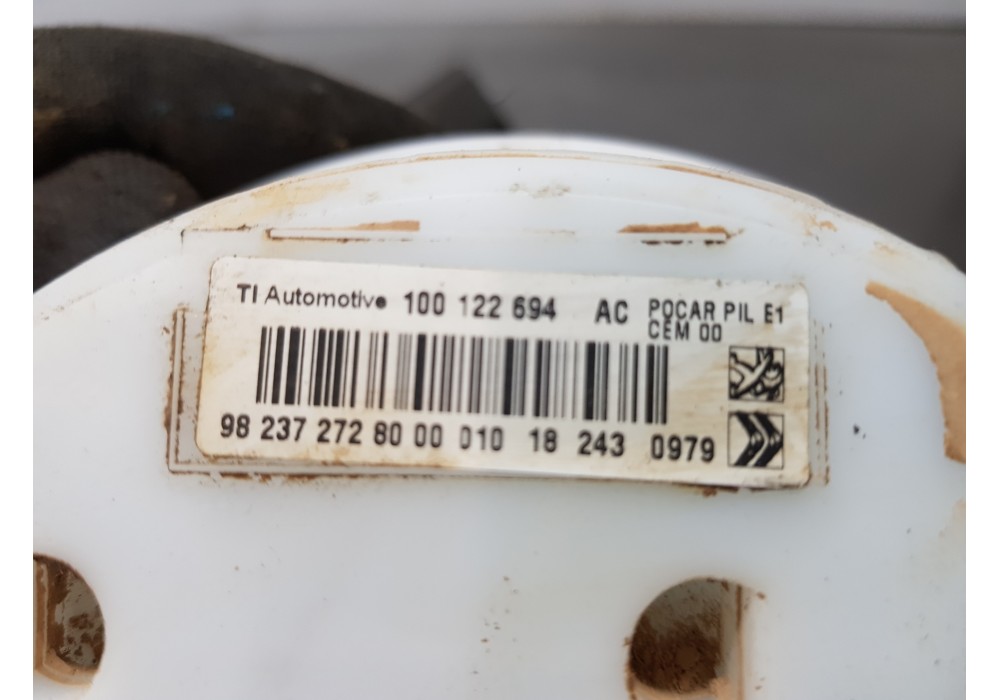 TI Automotive 100 122 694 AC POCAR PIL E1
CEM 00
98 237 272 80 00 010 18 243 0979